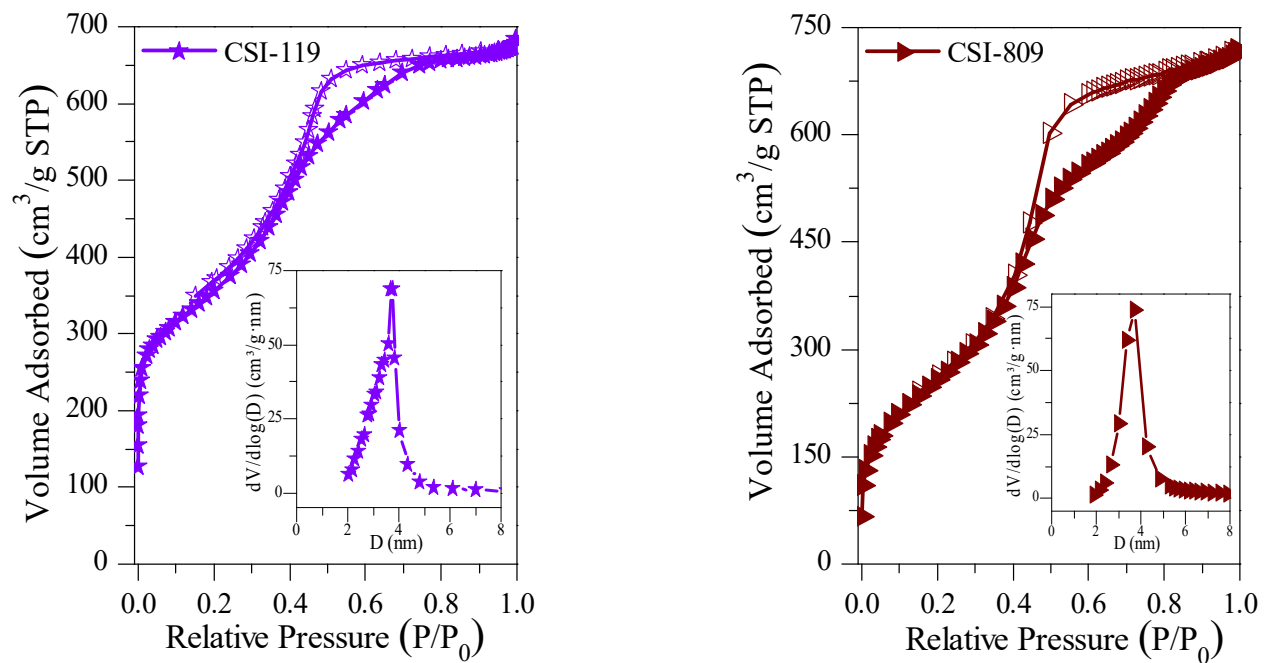 CSI-119
Volume Adsorbed (cm³/g STP)
700
600
500
400
300
200
100
0
0.0 0.2 0.4 0.6 0.8 1.0
Relative Pressure (P/P₀)
dV/dlog(D) (cm³/g·nm)
75
50
25
0
0 2 4 6 8
D (nm)
CSI-809
Volume Adsorbed (cm³/g STP)
750
600
450
300
150
0
0.0 0.2 0.4 0.6 0.8 1.0
Relative Pressure (P/P₀)
dV/dlog(D) (cm³/g·nm)
75
50
25
0
0 2 4 6 8
D (nm)